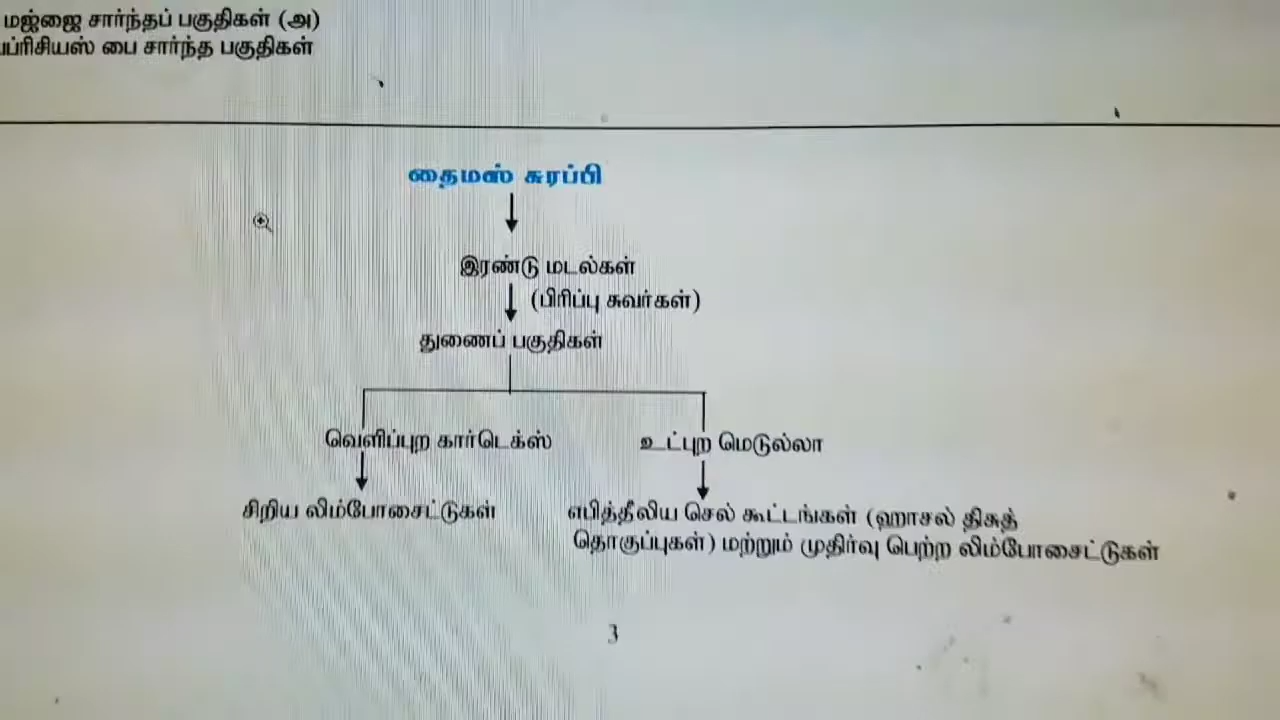 மஜ்ஜை சார்ந்தப் பகுதிகள் (அ)
பை சார்ந்த பகுதிகள்
தைமஸ் சுரப்பி
இரண்டு மடல்கள்
(பிரிப்பு சுவர்கள்)
துணைப் பகுதிகள்
வெளிப்புற கார்டெக்ஸ்
உட்புற மெடுல்லா
சிறிய லிம்போசைட்டுகள்
எபித்தீலிய செல் கூட்டங்கள் (ஹாசல் திசுத்
தொகுப்புகள்) மற்றும் முதிர்வு பெற்ற லிம்போசைட்டுகள்
3